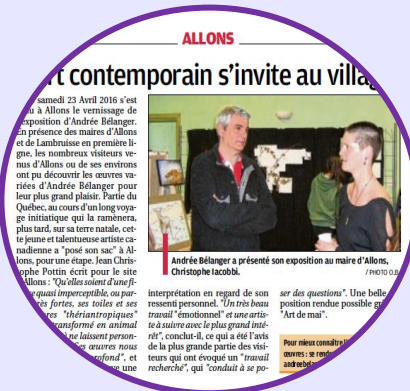 ALLONS
contemporain s'invite au
samedi 23 Avril 2016 s'est
à Allons le vernissage de
exposition d'Andrée Bélanger.
En présence des maires d'Allons
et de Lambruisse en première li-
gne, les nombreux visiteurs ve-
nus d'Allons ou de ses environs
ont pu découvrir les œuvres va-
riées d'Andrée Bélanger pour
leur plus grand plaisir. Partie du
Québec, au cours d'un long voya-
ge initiatique qui la ramènera,
plus tard, sur sa terre natale, cet-
te jeune et talentueuse artiste ca-
nadienne a "posé son sac" à Al-
lons, pour une étape. Jean Chris-
Pottin écrit pour le site
Allons : "Qu'elles soient d'une fi-
quasi imperceptible, ou par-
fortes, ses toiles et ses
"thériantropiques"
transformé en animal
ne laissent person-
œuvres nous
et
une
Andrée Bélanger a présenté son exposition au maire d'Allons,
Christophe Iacobbi. / PHOTO O.B.
interprétation en regard de son
ressenti personnel. "Un très beau
travail "émotionnel" et une artis-
te à suivre avec le plus grand inté-
rêt", conclut-il, ce qui a été l'avis
de la plus grande partie des visi-
teurs qui ont évoqué un "travail
recherché", qui "conduit à se po-
ser des questions". Une belle
position rendue possible
"Art de mai".
Pour mieux connaître
œuvres : se